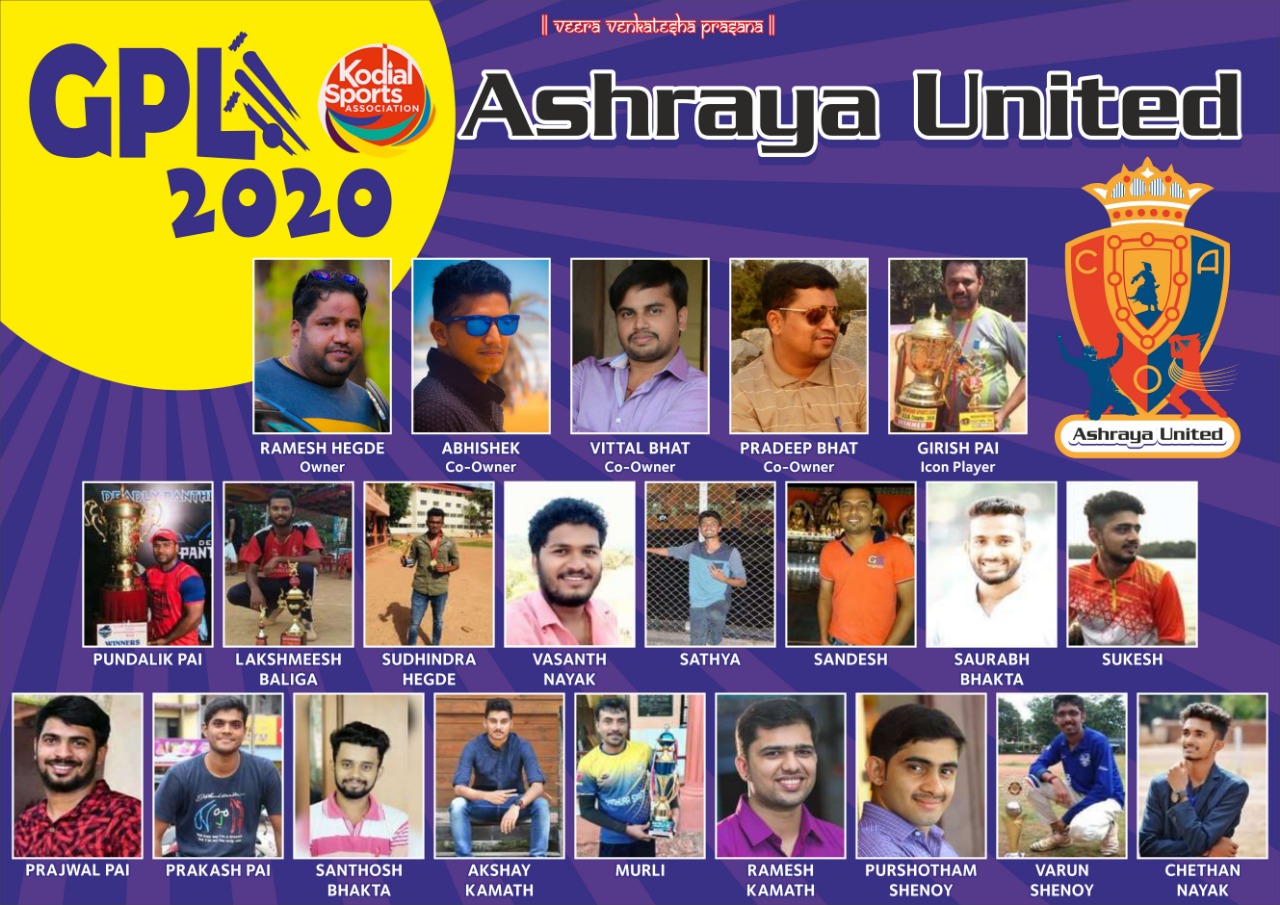 || veera venkatesha prasana ||
GPL
2020
Kodial
Sports
ASSOCIATION
Ashraya United
C A
O
Ashraya United
RAMESH HEGDE
Owner
ABHISHEK
Co-Owner
VITTAL BHAT
Co-Owner
PRADEEP BHAT
Co-Owner
GIRISH PAI
Icon Player
WINNERS
PUNDALIK PAI
LAKSHMEESH
BALIGA
SUDHINDRA
HEGDE
VASANTH
NAYAK
SATHYA
SANDESH
SAURABH
BHAKTA
SUKESH
PRAJWAL PAI
PRAKASH PAI
SANTHOSH
BHAKTA
AKSHAY
KAMATH
MURLI
RAMESH
KAMATH
PURSHOTHAM
SHENOY
VARUN
SHENOY
CHETHAN
NAYAK